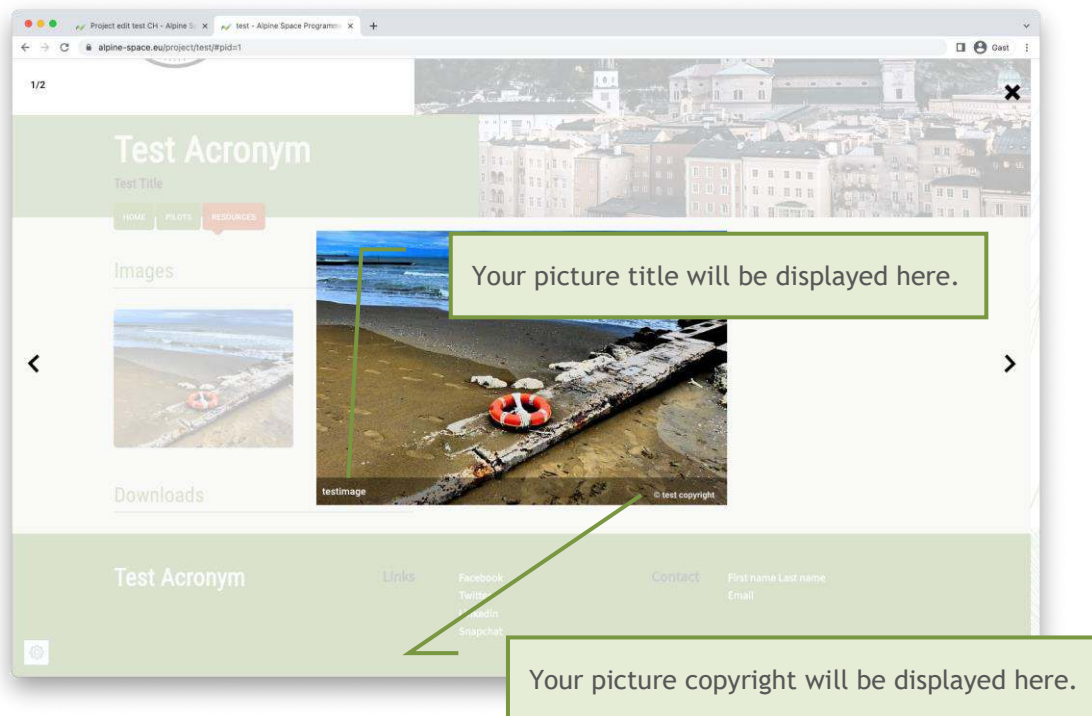 Project edit test CH - Alpine S
test - Alpine Space Programm
alpine-space.eu/project/test/#pid=1
Gast
1/2
Test Acronym
Test Title
HOME
PILOTS
RESOURCES
Images
Your picture title will be displayed here.
testimage
© test copyright
Downloads
Test Acronym
Links
Facebook
Twitter
LinkedIn
Snapchat
Contact
First name Last name
Email
Your picture copyright will be displayed here.